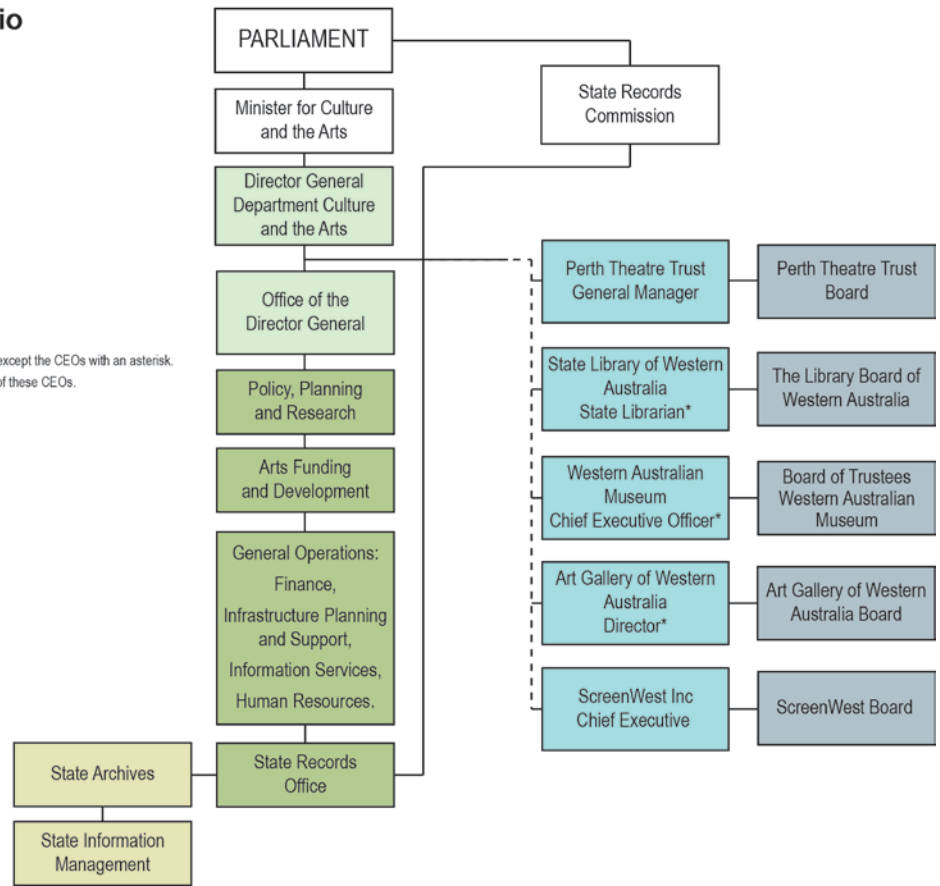 io
PARLIAMENT
Minister for Culture
and the Arts
State Records
Commission
Director General
Department Culture
and the Arts
Office of the
Director General
except the CEOs with an asterisk.
of these CEOs.
Policy, Planning
and Research
Arts Funding
and Development
General Operations:
Finance,
Infrastructure Planning
and Support,
Information Services,
Human Resources.
State Records
Office
State Archives
State Information
Management
Perth Theatre Trust
General Manager
Perth Theatre Trust
Board
State Library of Western
Australia
State Librarian*
The Library Board of
Western Australia
Western Australian
Museum
Chief Executive Officer*
Board of Trustees
Western Australian
Museum
Art Gallery of Western
Australia
Director*
Art Gallery of Western
Australia Board
ScreenWest Inc
Chief Executive
ScreenWest Board